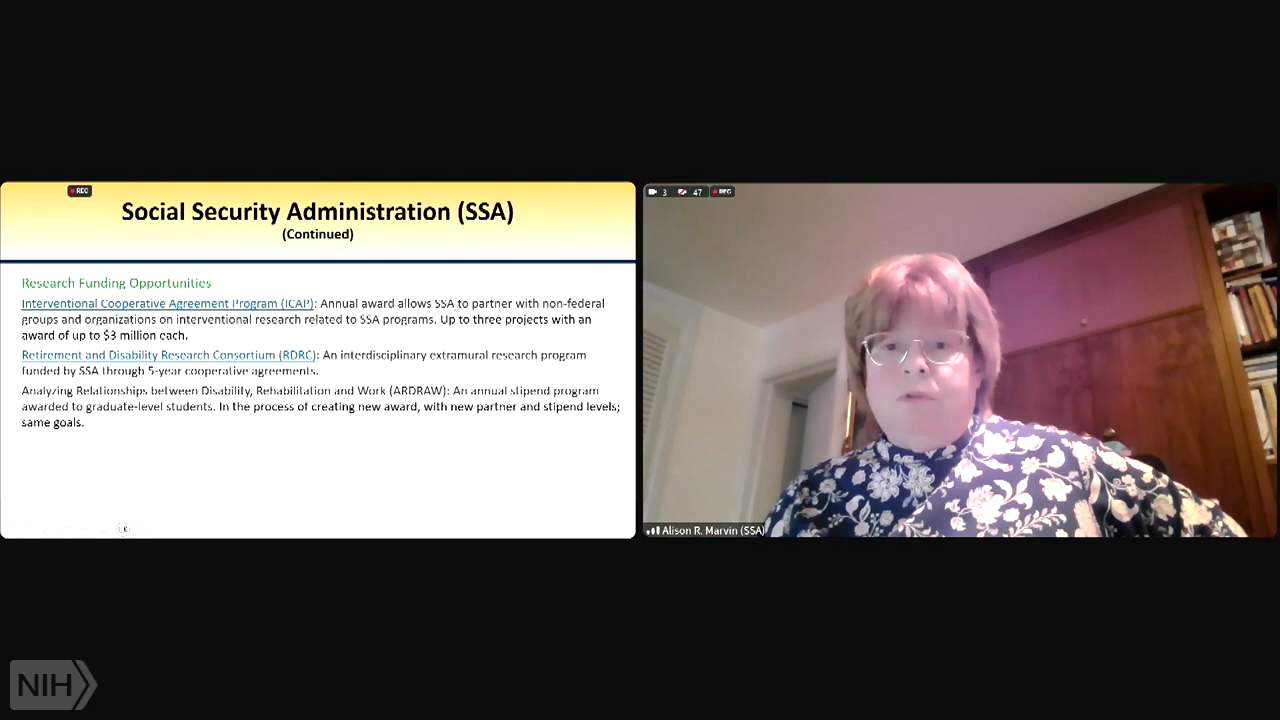 REC
Social Security Administration (SSA)
(Continued)
Research Funding Opportunities
Interventional Cooperative Agreement Program (ICAP): Annual award allows SSA to partner with non-federal
groups and organizations on interventional research related to SSA programs. Up to three projects with an
award of up to $3 million each.
Retirement and Disability Research Consortium (RDRC): An interdisciplinary extramural research program
funded by SSA through 5-year cooperative agreements.
Analyzing Relationships between Disability, Rehabilitation and Work (ARDRAW): An annual stipend program
awarded to graduate-level students. In the process of creating new award, with new partner and stipend levels;
same goals.
3 47 REC
Alison R. Marvin (SSA)
NIH